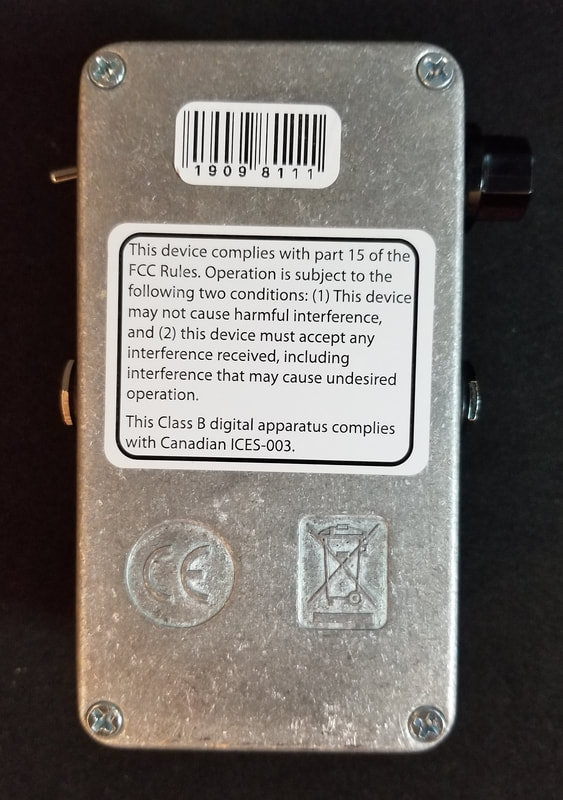 1909 8111
This device complies with part 15 of the
FCC Rules. Operation is subject to the
following two conditions: (1) This device
may not cause harmful interference,
and (2) this device must accept any
interference received, including
interference that may cause undesired
operation.
This Class B digital apparatus complies
with Canadian ICES-003.
CE